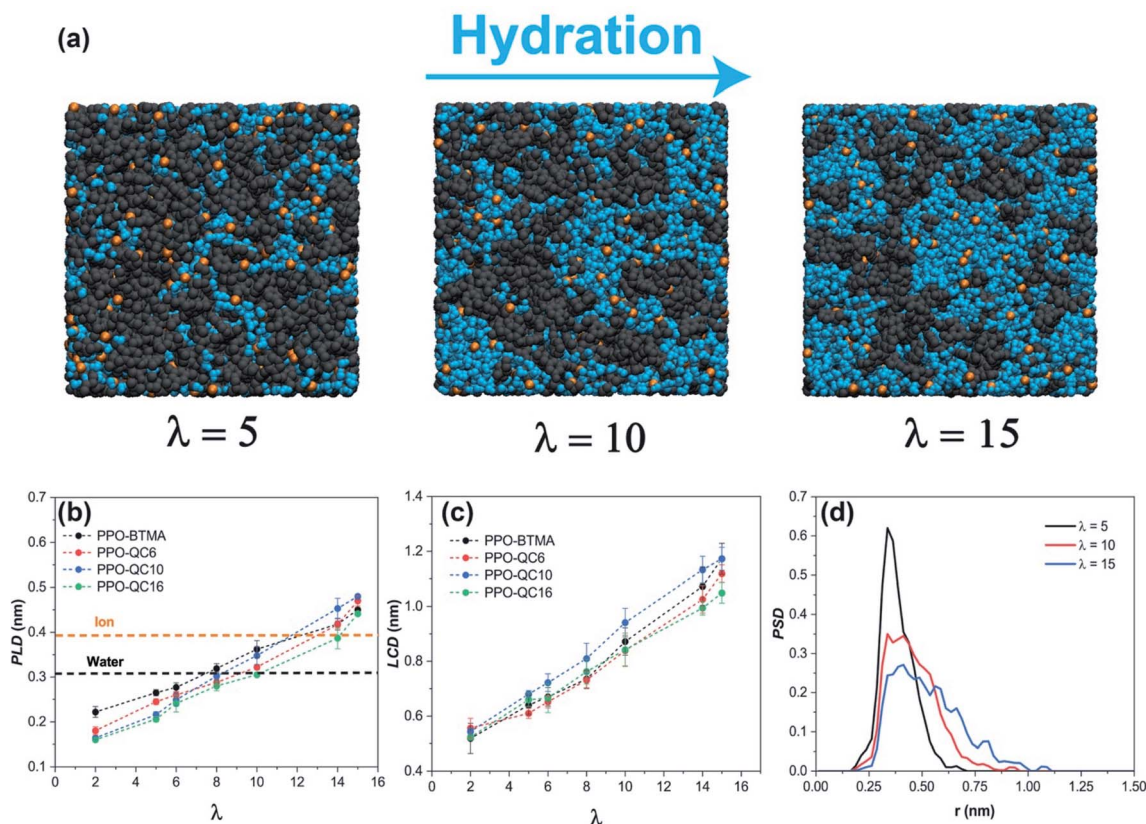 (a)
Hydration
λ = 5
λ = 10
λ = 15
(b)
PPO-BTMA
PPO-QC6
PPO-QC10
PPO-QC16
Ion
Water
PLD (nm)
0.7
0.6
0.5
0.4
0.3
0.2
0.1
0 2 4 6 8 10 12 14 16
λ
(c)
PPO-BTMA
PPO-QC6
PPO-QC10
PPO-QC16
LCD (nm)
1.4
1.2
1.0
0.8
0.6
0.4
0 2 4 6 8 10 12 14 16
λ
(d)
λ = 5
λ = 10
λ = 15
PSD
0.7
0.6
0.5
0.4
0.3
0.2
0.1
0.0
0.00 0.25 0.50 0.75 1.00 1.25 1.50
r (nm)